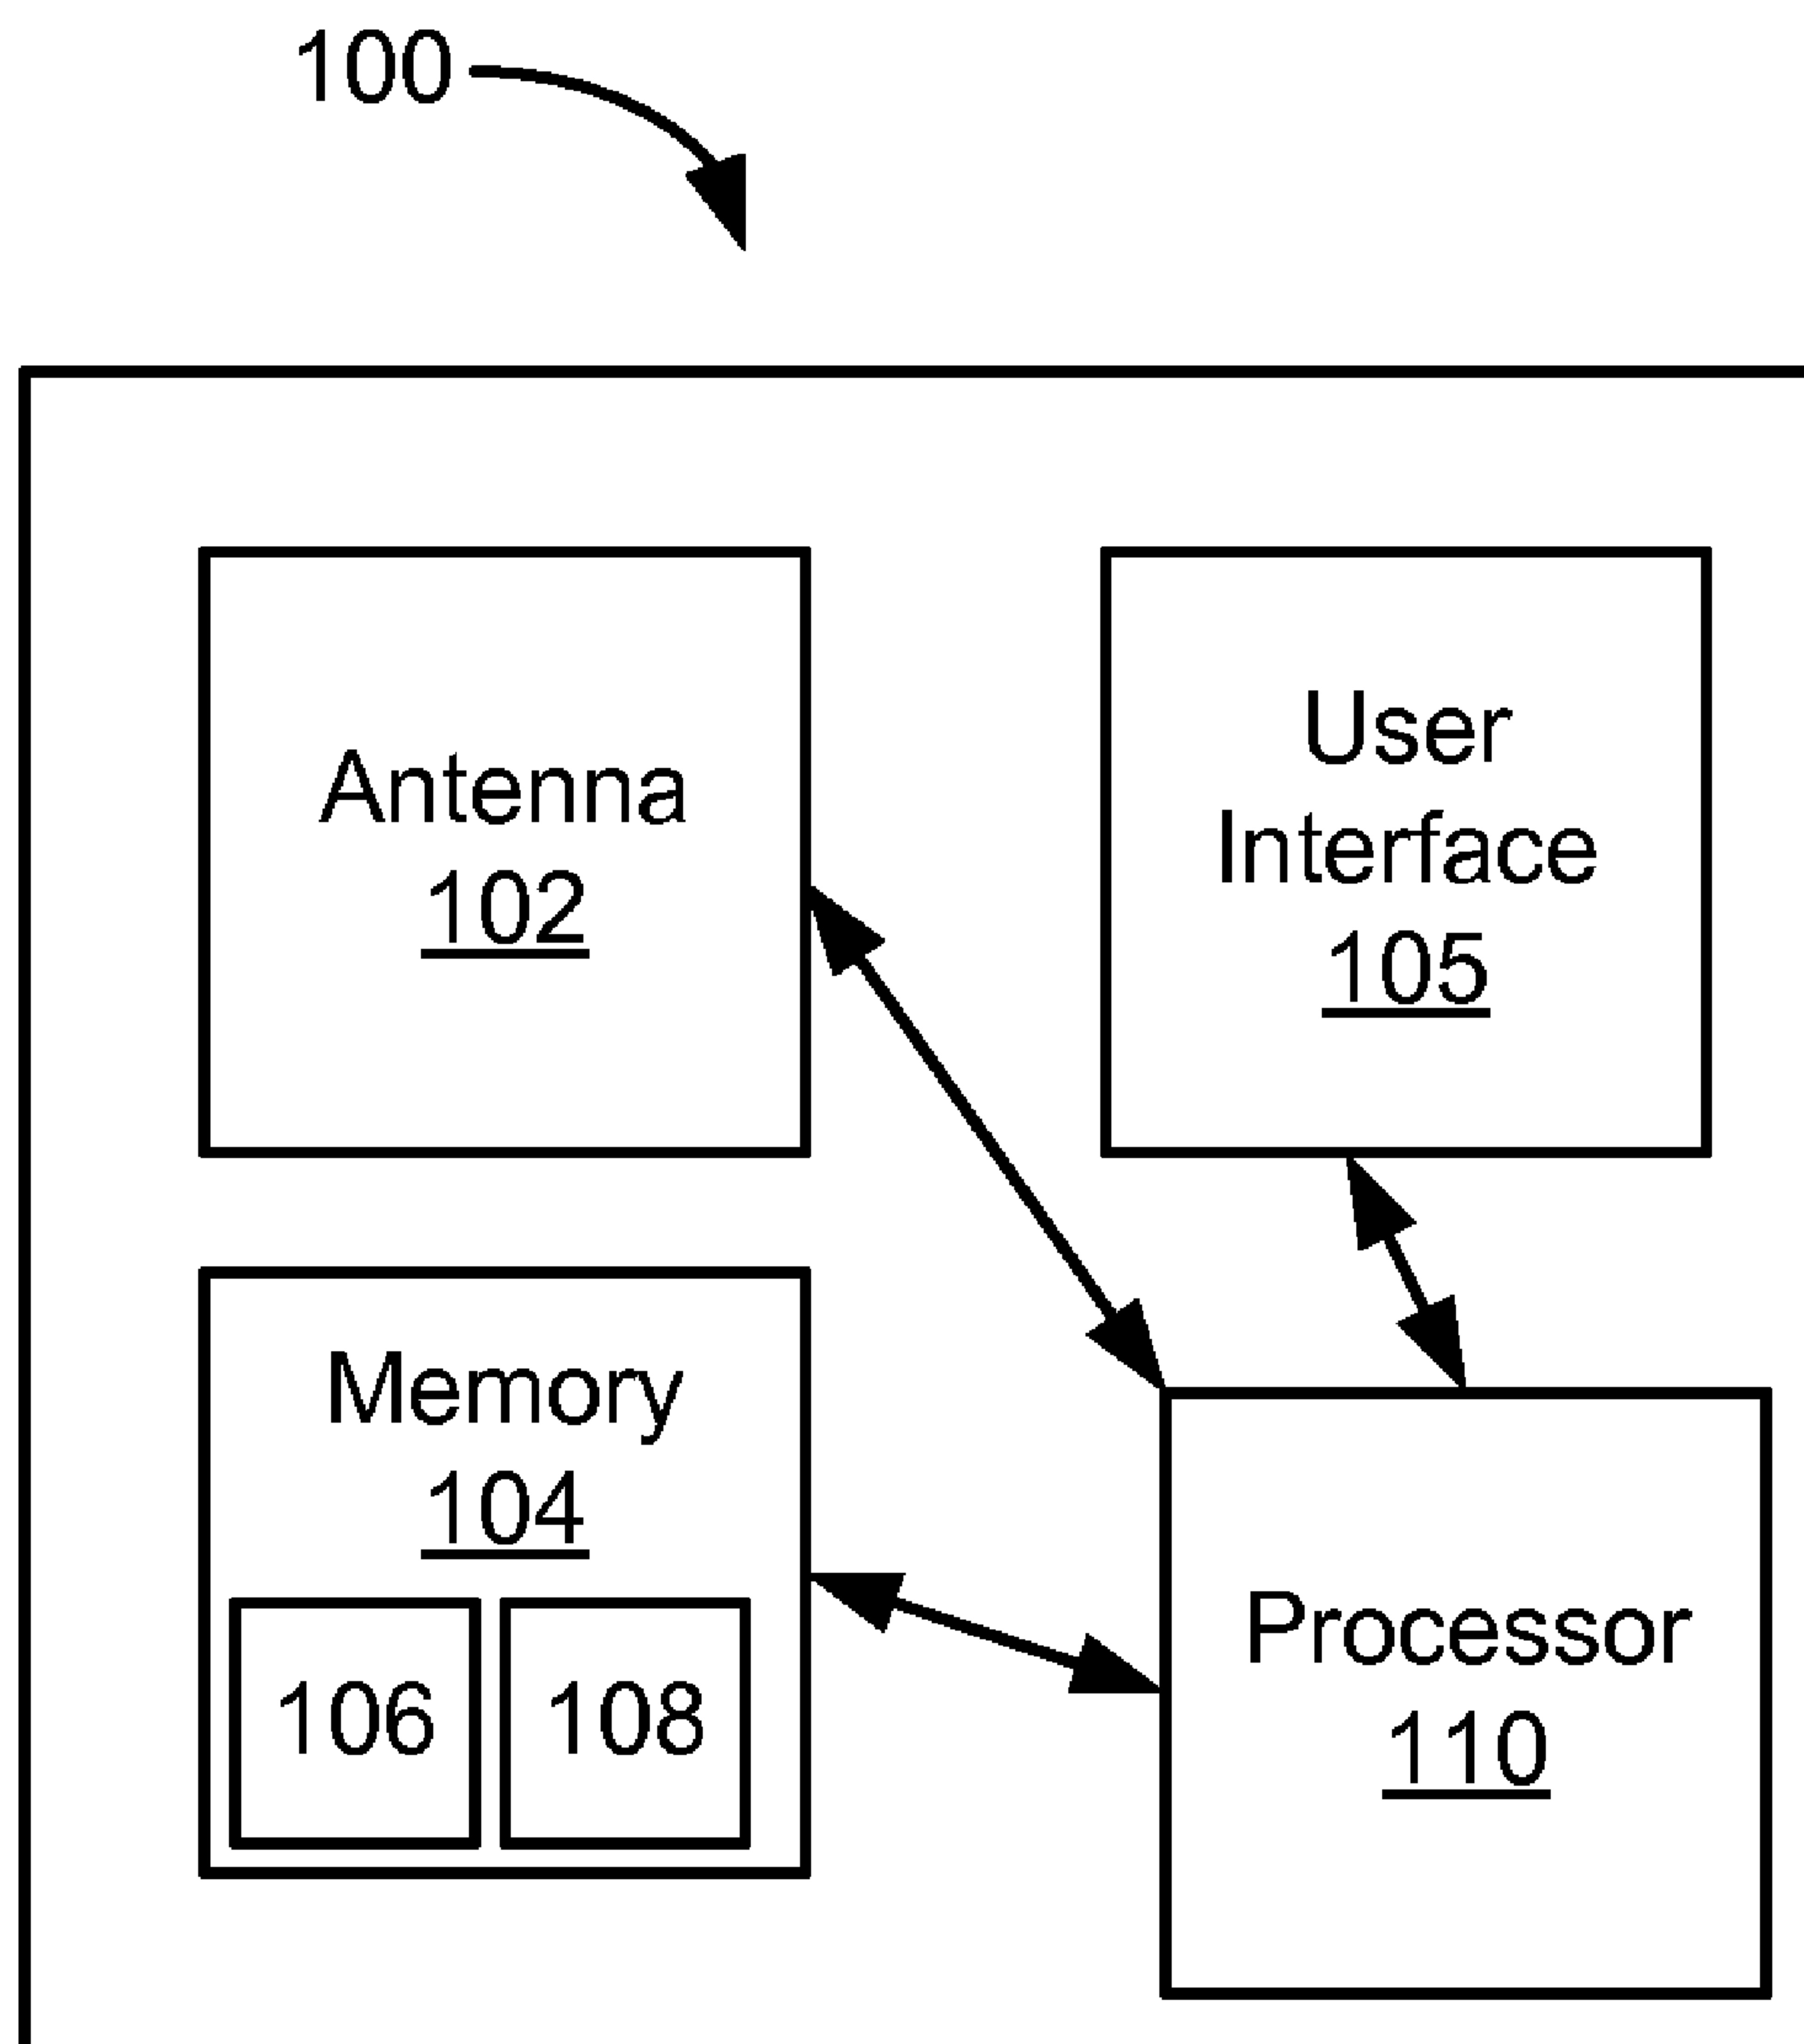 100
Antenna
102
User
Interface
105
Memory
104
106
108
Processor
110